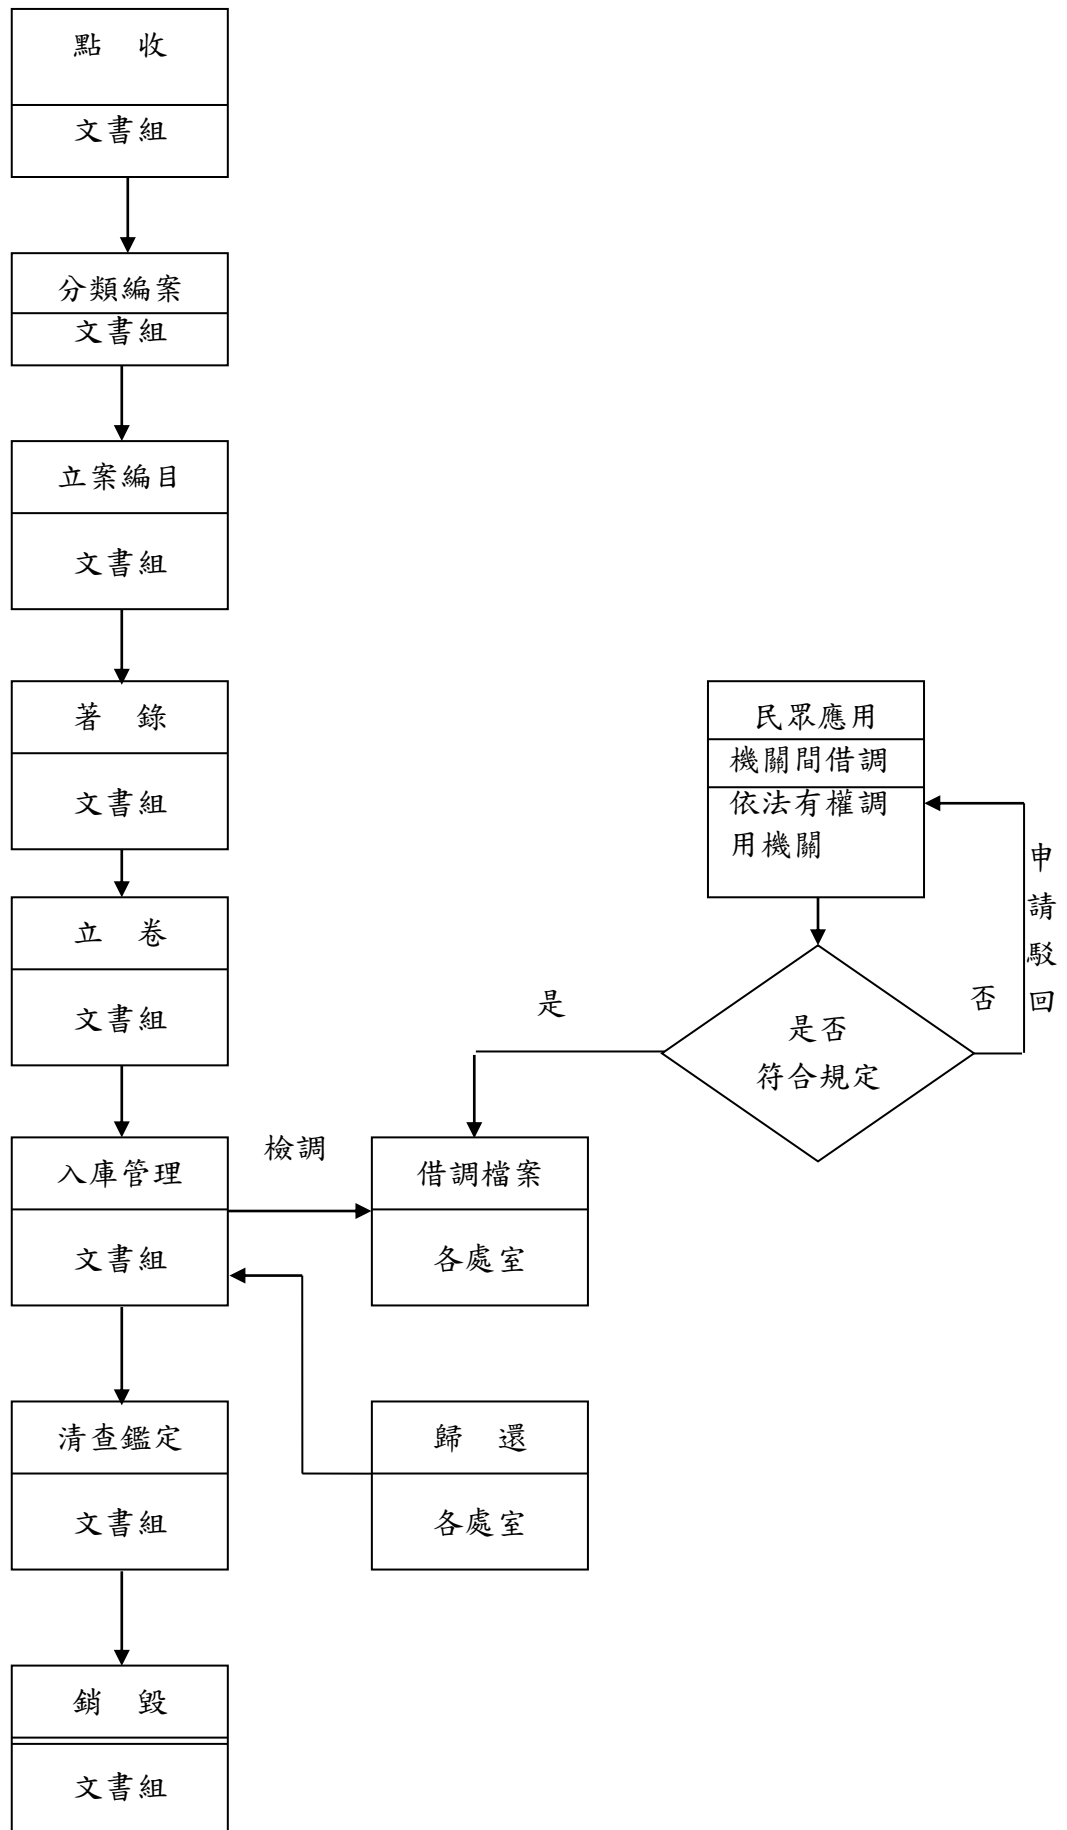 點　收
文書組
分類編案
文書組
立案編目
文書組
著　錄
文書組
立　卷
文書組
入庫管理
文書組
清查鑑定
文書組
銷　毀
文書組
檢調
借調檔案
各處室
歸　還
各處室
是
民眾應用
機關間借調
依法有權調
用機關
是否
符合規定
否
申請駁回